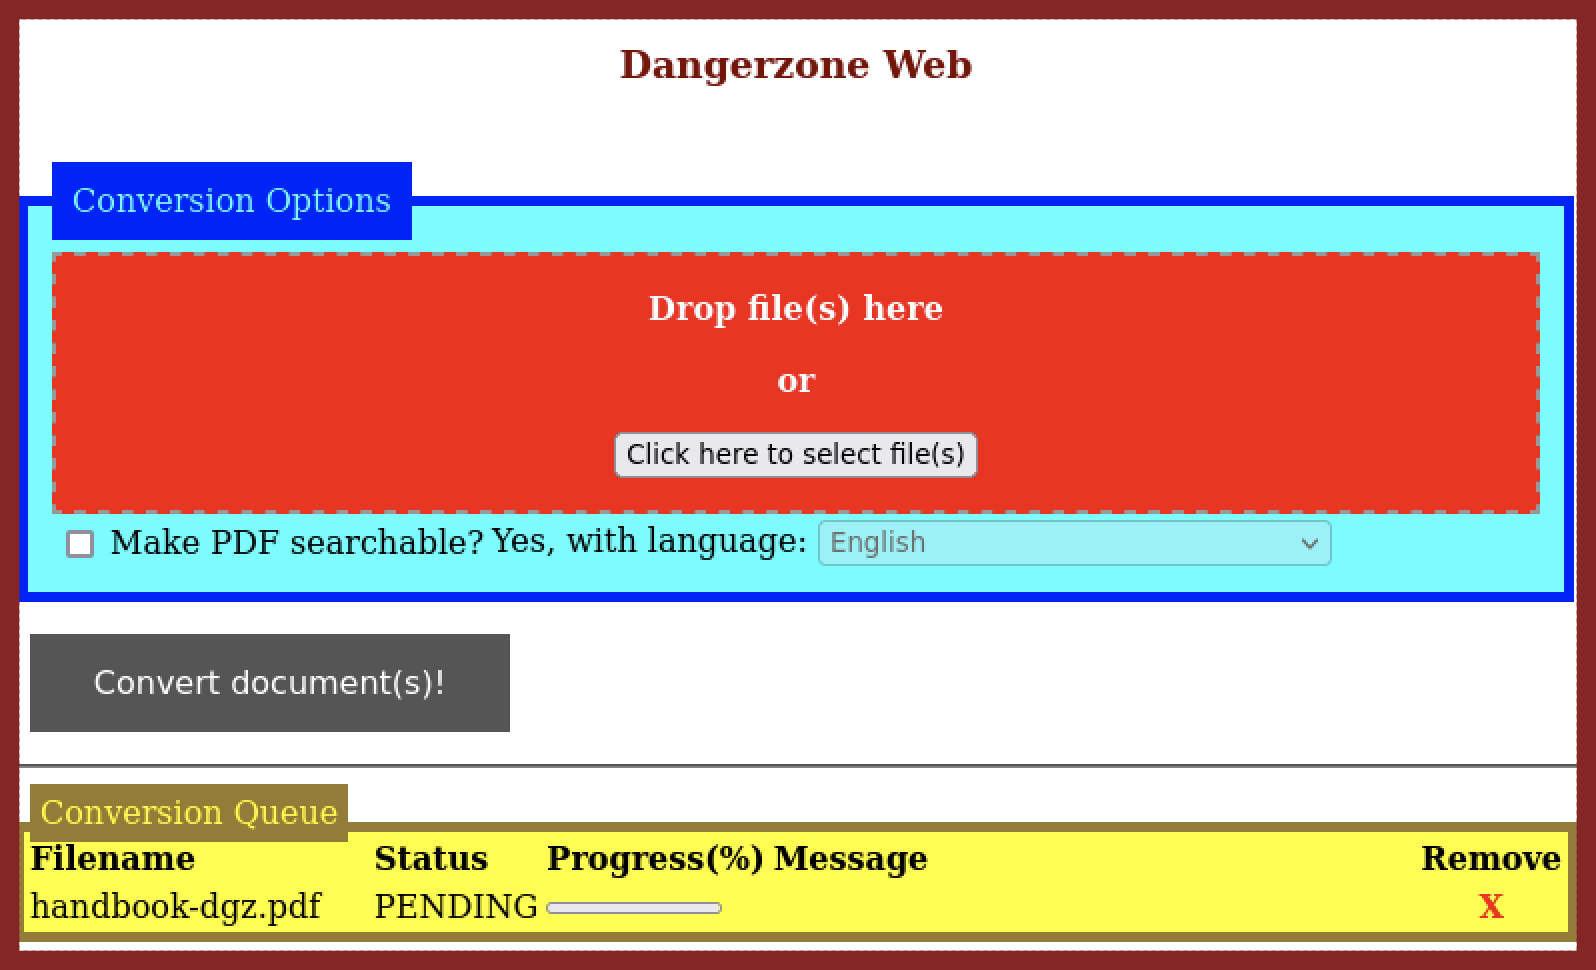 Dangerzone Web
Conversion Options
Drop file(s) here
or
Click here to select file(s)
Make PDF searchable? Yes, with language: English
Convert document(s)!
Conversion Queue
Filename Status Progress(%) Message Remove
handbook-dgz.pdf PENDING X